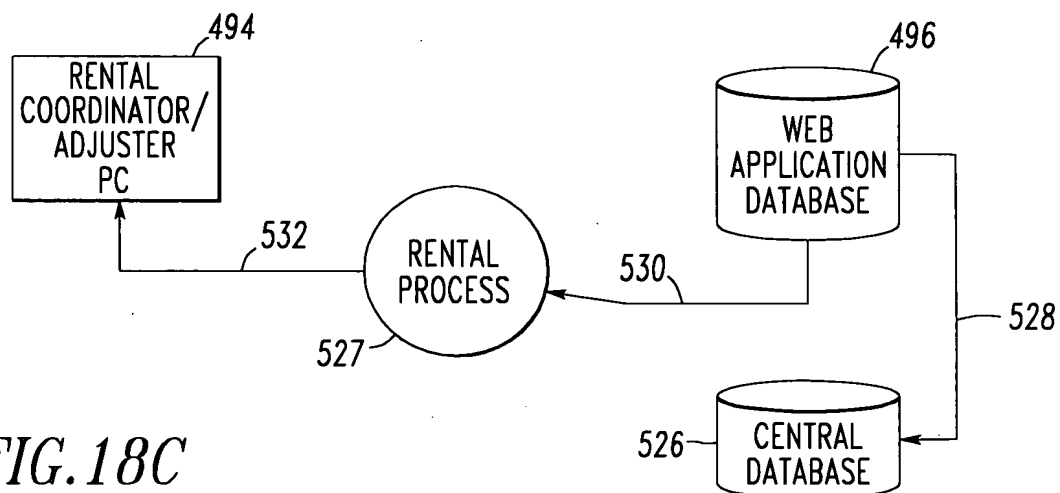 494
RENTAL
COORDINATOR/
ADJUSTER
PC
496
WEB
APPLICATION
DATABASE
532
RENTAL
PROCESS
530
527
528
526
CENTRAL
DATABASE
FIG. 18C